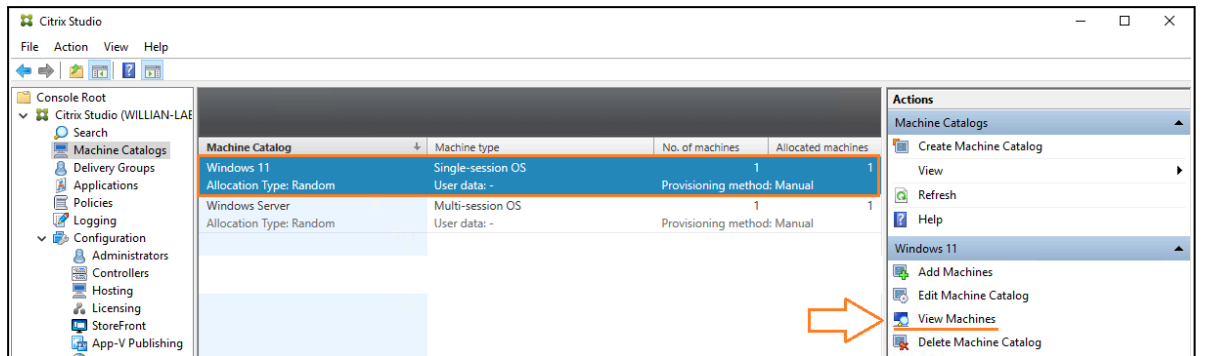 Citrix Studio
File Action View Help
Console Root
Citrix Studio (WILLIAN-LAE
Search
Machine Catalogs
Delivery Groups
Applications
Policies
Logging
Configuration
Administrators
Controllers
Hosting
Licensing
StoreFront
App-V Publishing
Machine Catalog Machine type No. of machines Allocated machines
Windows 11 Single-session OS 1 1
Allocation Type: Random User data: - Provisioning method: Manual
Windows Server Multi-session OS 1 1
Allocation Type: Random User data: - Provisioning method: Manual
Actions
Machine Catalogs
Create Machine Catalog
View
Refresh
Help
Windows 11
Add Machines
Edit Machine Catalog
View Machines
Delete Machine Catalog